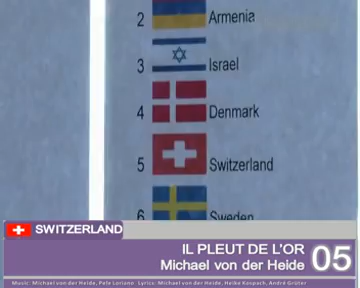 2 Armenia
3 Israel
4 Denmark
5 Switzerland
6 Sweden
SWITZERLAND
IL PLEUT DE L'OR
Michael von der Heide
05
Music: Michael von der Heide, Pele Loriano Lyrics: Michael von der Heide, Heike Kospach, André Grüter